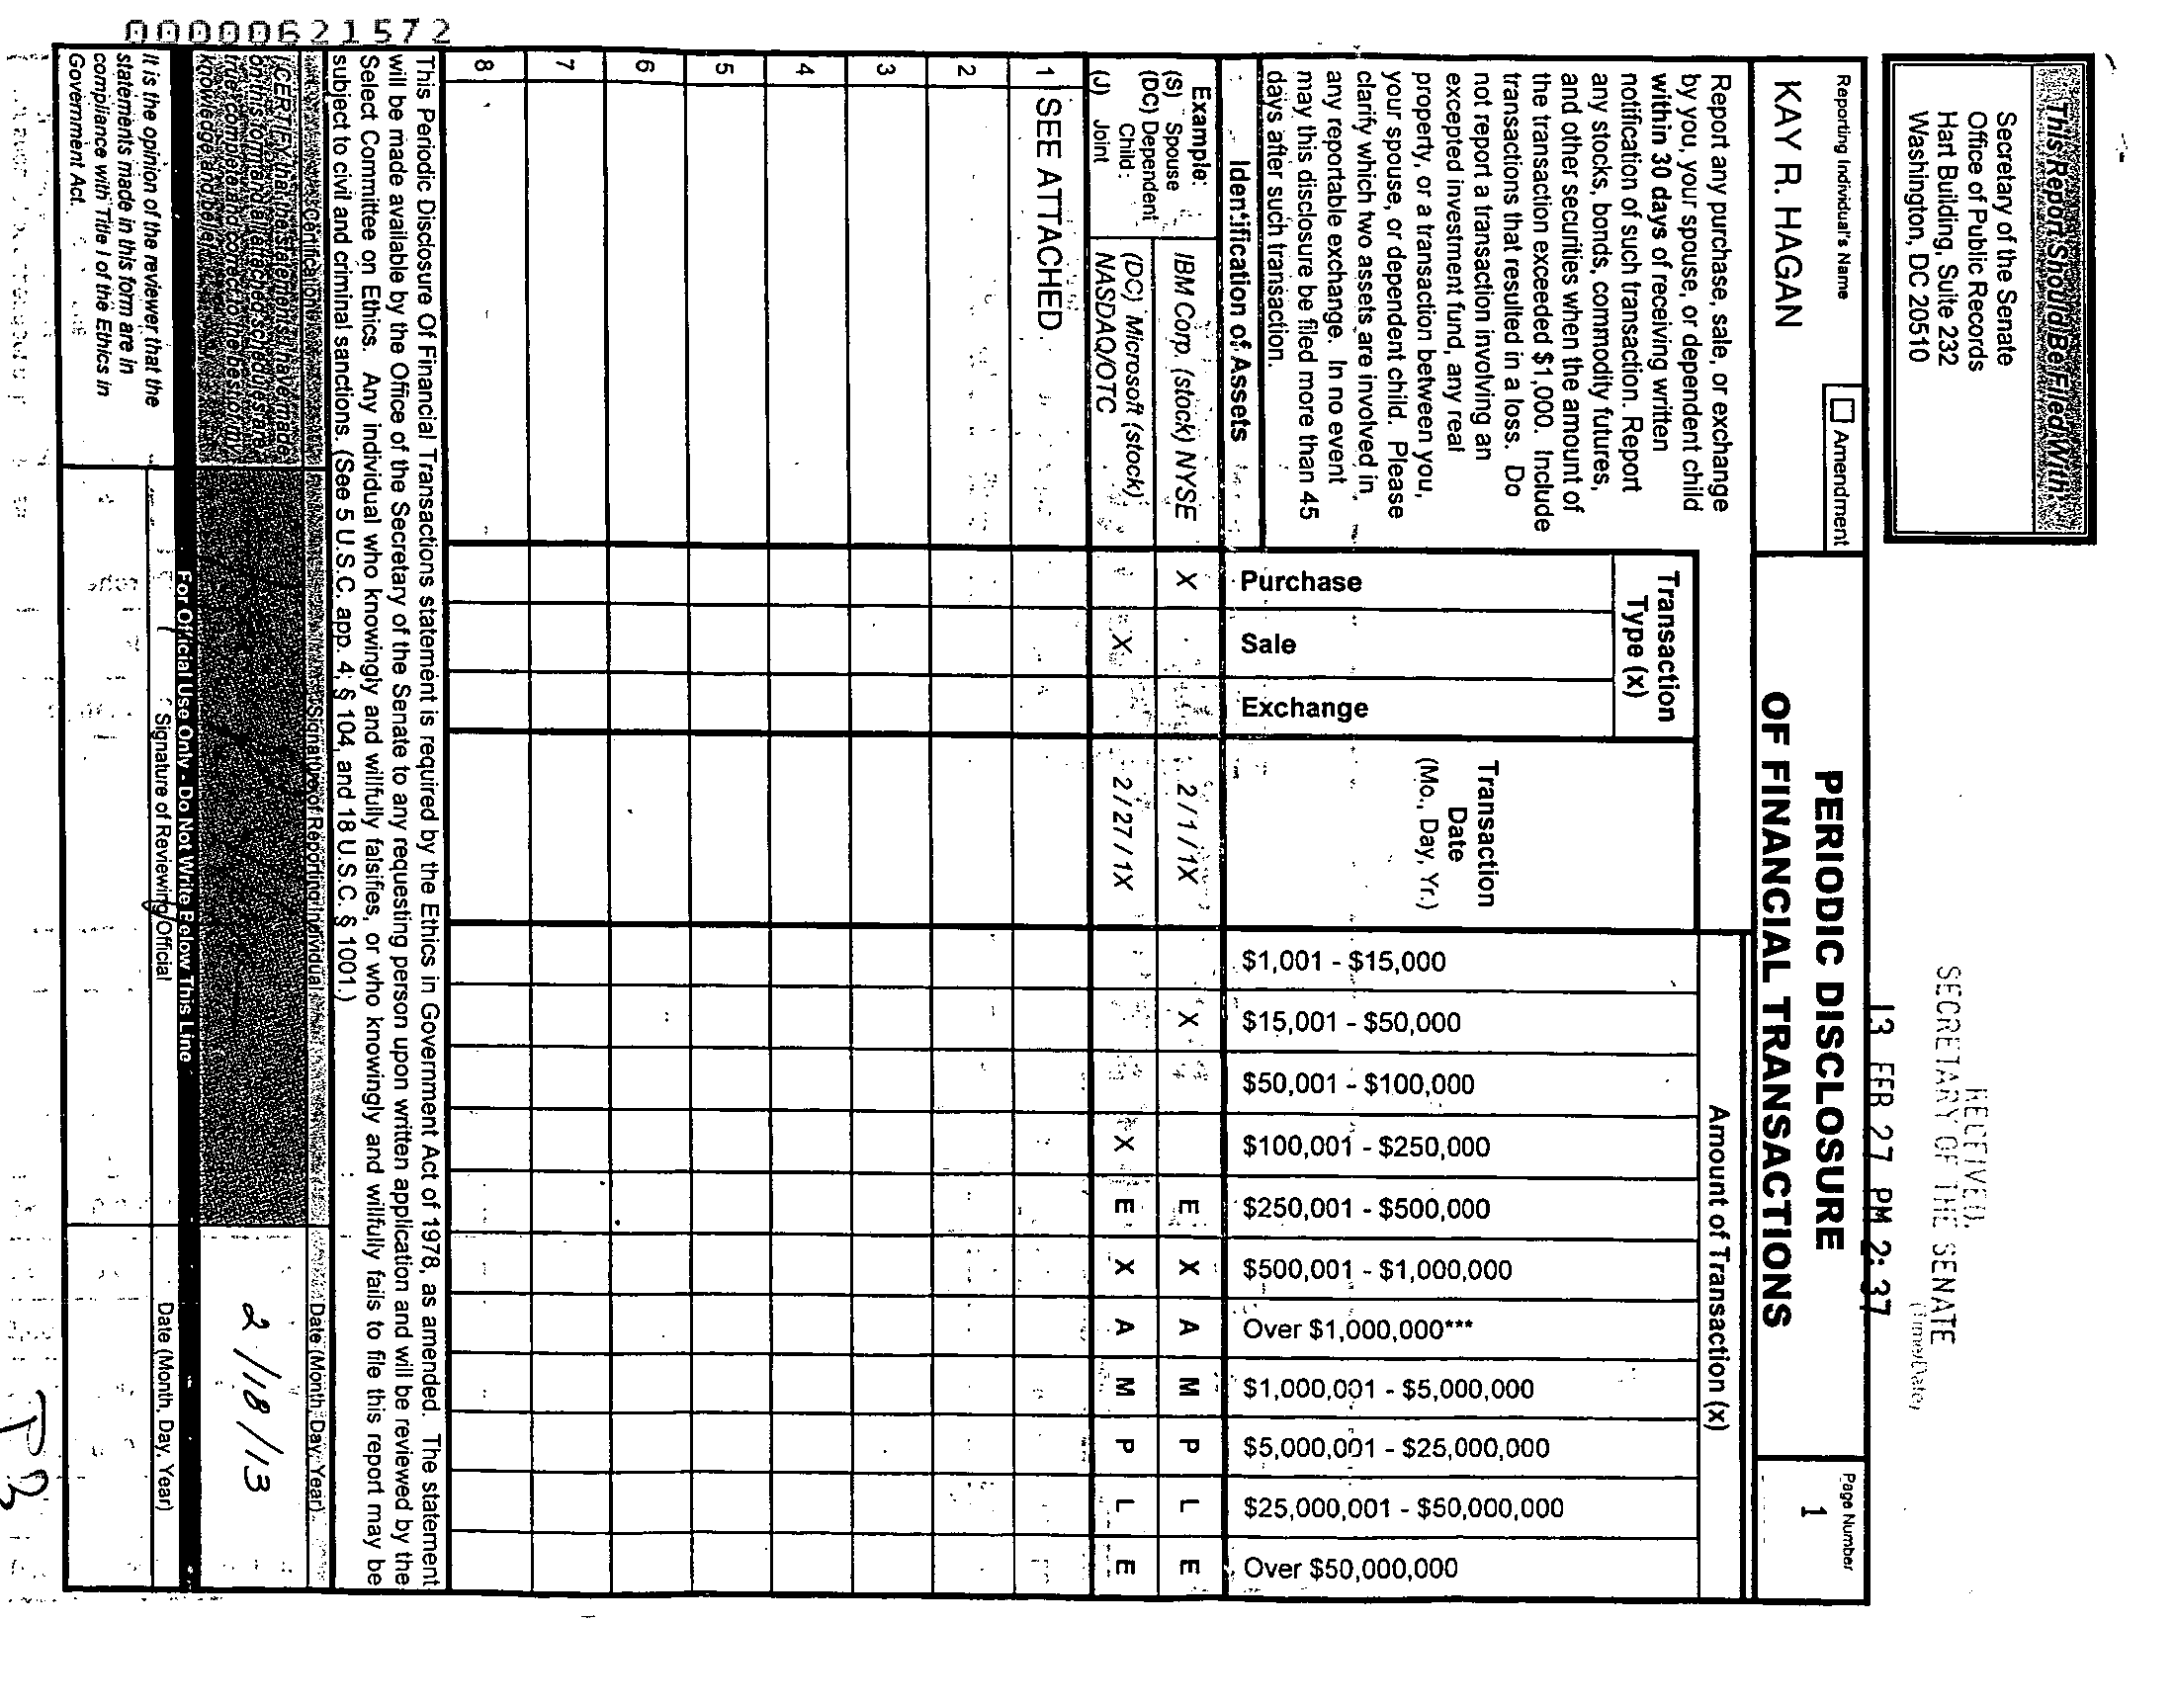 This Report Should Be Filed With:
Secretary of the Senate
Office of Public Records
Hart Building, Suite 232
Washington, DC 20510
RECEIVED
SECRETARY OF THE SENATE
(Time/Date)
13 FEB 27 PM 2:37
Reporting Individual's Name
KAY R. HAGAN
Amendment
PERIODIC DISCLOSURE
OF FINANCIAL TRANSACTIONS
Page Number
1
Report any purchase, sale, or exchange
by you, your spouse, or dependent child
within 30 days of receiving written
notification of such transaction. Report
any stocks, bonds, commodity futures,
and other securities when the amount of
the transaction exceeded $1,000. Include
transactions that resulted in a loss. Do
not report a transaction involving an
excepted investment fund, any real
property, or a transaction between you,
your spouse, or dependent child. Please
clarify which two assets are involved in
any reportable exchange. In no event
may this disclosure be filed more than 45
days after such transaction.
Identification of Assets
Transaction
Type (x)
Purchase
Sale
Exchange
Transaction
Date
(Mo., Day, Yr.)
Amount of Transaction (x)
$1,001 - $15,000
$15,001 - $50,000
$50,001 - $100,000
$100,001 - $250,000
$250,001 - $500,000
$500,001 - $1,000,000
Over $1,000,000***
$1,000,001 - $5,000,000
$5,000,001 - $25,000,000
$25,000,001 - $50,000,000
Over $50,000,000
Example:
(S) Spouse
(DC) Dependent
Child
(J) Joint
IBM Corp. (stock) NYSE X 2/1/1X X E X A M P L E
(DC) Microsoft (stock)
NASDAQ/OTC X 2/27/1X X E X A M P L E
1 SEE ATTACHED
2
3
4
5
6
7
8
This Periodic Disclosure Of Financial Transactions statement is required by the Ethics in Government Act of 1978, as amended. The statement
will be made available by the Office of the Secretary of the Senate to any requesting person upon written application and will be reviewed by the
Select Committee on Ethics. Any individual who knowingly and willfully falsifies, or who knowingly and willfully fails to file this report may be
subject to civil and criminal sanctions. (See 5 U.S.C. app. 4, § 104, and 18 U.S.C. § 1001.)
Certification
Signature of Reporting Individual
Date (Month, Day, Year)
I CERTIFY that the statements I have made
on this form and all attached schedules are
true, complete and correct to the best of my
knowledge and belief.
2/18/13
For Official Use Only - Do Not Write Below This Line
It is the opinion of the reviewer that the
statements made in this form are in
compliance with Title I of the Ethics in
Government Act.
Signature of Reviewing Official
Date (Month, Day, Year)
00000621572